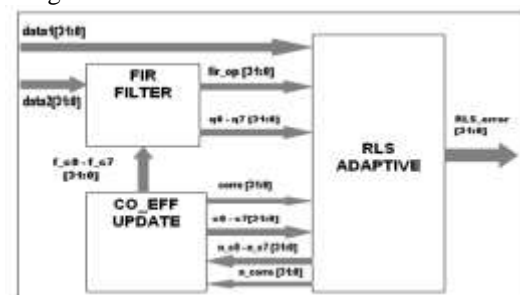 data1[31:0]
FIR
FILTER
fir_op [31:0]
data2[31:0]
q0 - q7 [31:0]
RLS
ADAPTIVE
RLS_error
[31:0]
f_c0 - f_c7
[31:0]
CO_EFF
UPDATE
corre [31:0]
c0 - c7[31:0]
n_c0 - n_c7 [31:0]
n_corre [31:0]